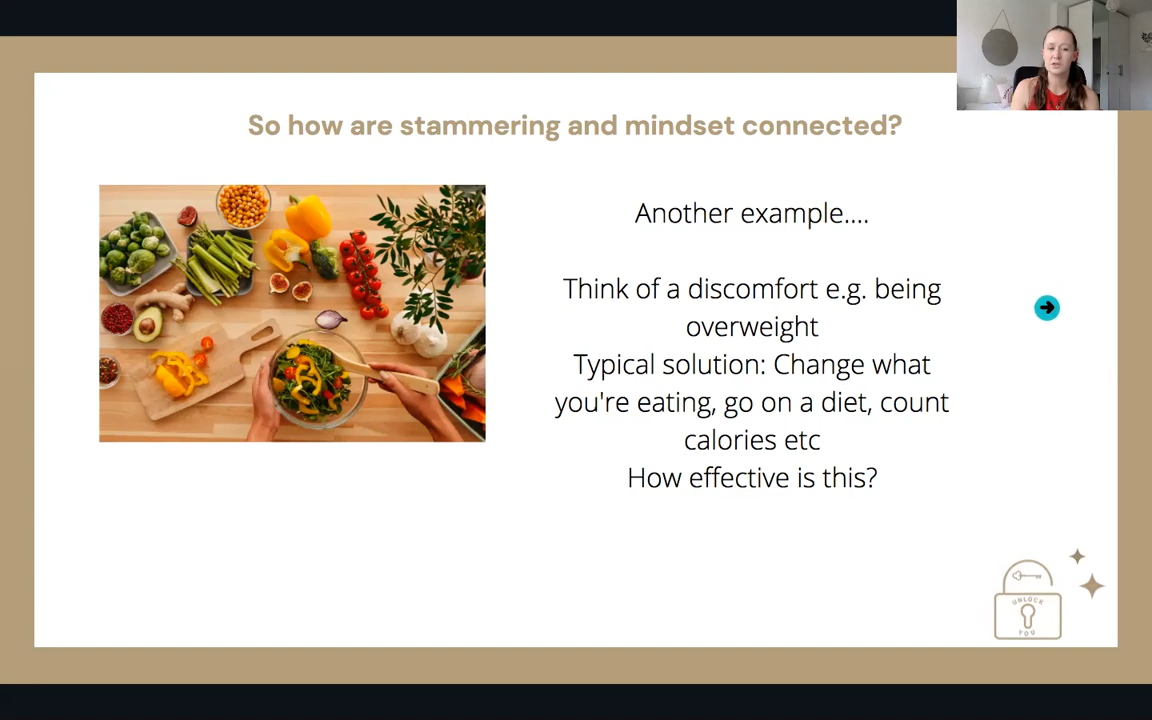 So how are stammering and mindset connected?
Another example....
Think of a discomfort e.g. being
overweight
Typical solution: Change what
you're eating, go on a diet, count
calories etc
How effective is this?
UNLOCK
YOU